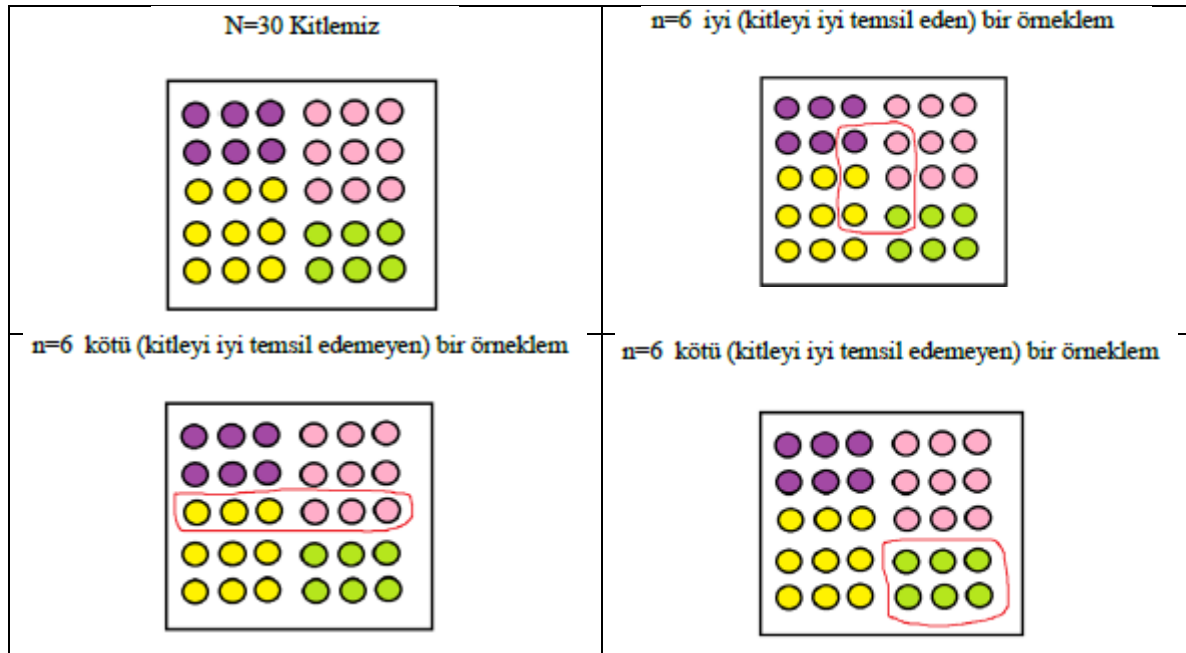 N=30 Kitlemiz
n=6 iyi (kitleyi iyi temsil eden) bir örneklem
n=6 kötü (kitleyi iyi temsil edemeyen) bir örneklem
n=6 kötü (kitleyi iyi temsil edemeyen) bir örneklem